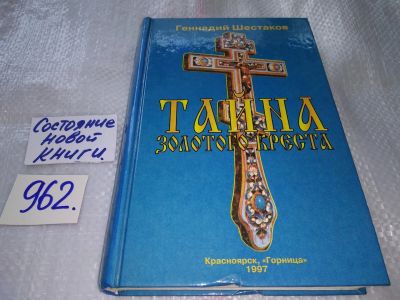 Геннадий Шестаков
ТАЙНА
ЗОЛОТОГО КРЕСТА
Красноярск, «Горница»
1997
Состояние
новой
книги.
962.